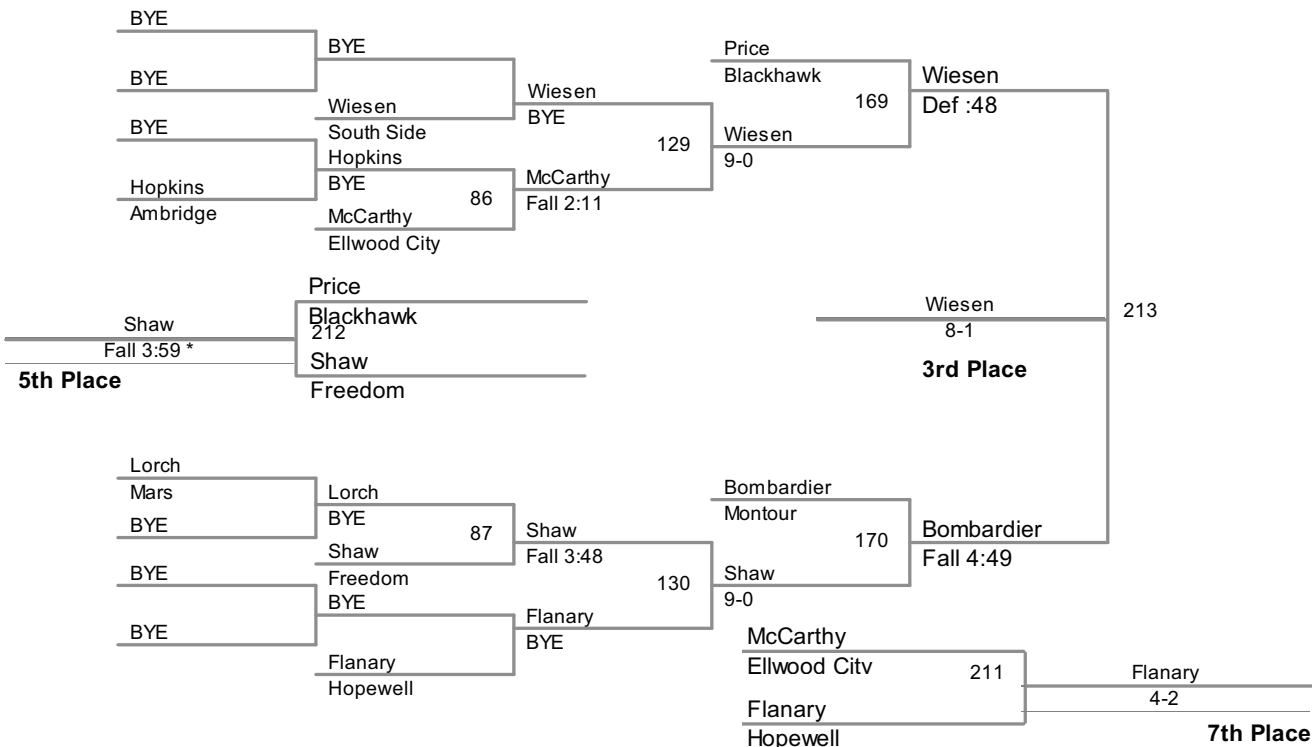 BYE
BYE
BYE
Wiesen
South Side
Wiesen
BYE
Price
Blackhawk
169
Wiesen
Def :48
BYE
Hopkins
Ambridge
Hopkins
BYE
86
McCarthy
Ellwood City
McCarthy
Fall 2:11
129
Wiesen
9-0
Price
Blackhawk
212
Shaw
Freedom
Shaw
Fall 3:59 *
5th Place
Wiesen
8-1
3rd Place
213
Lorch
Mars
BYE
Lorch
BYE
87
Shaw
Freedom
Shaw
Fall 3:48
BYE
BYE
BYE
Flanary
Hopewell
Flanary
BYE
130
Bombardier
Montour
170
Shaw
9-0
Bombardier
Fall 4:49
McCarthy
Ellwood City
211
Flanary
Hopewell
Flanary
4-2
7th Place